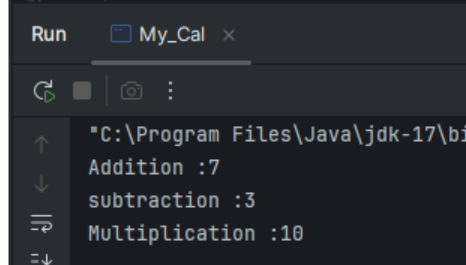 Run My_Cal
"C:\Program Files\Java\jdk-17\bi
Addition :7
subtraction :3
Multiplication :10